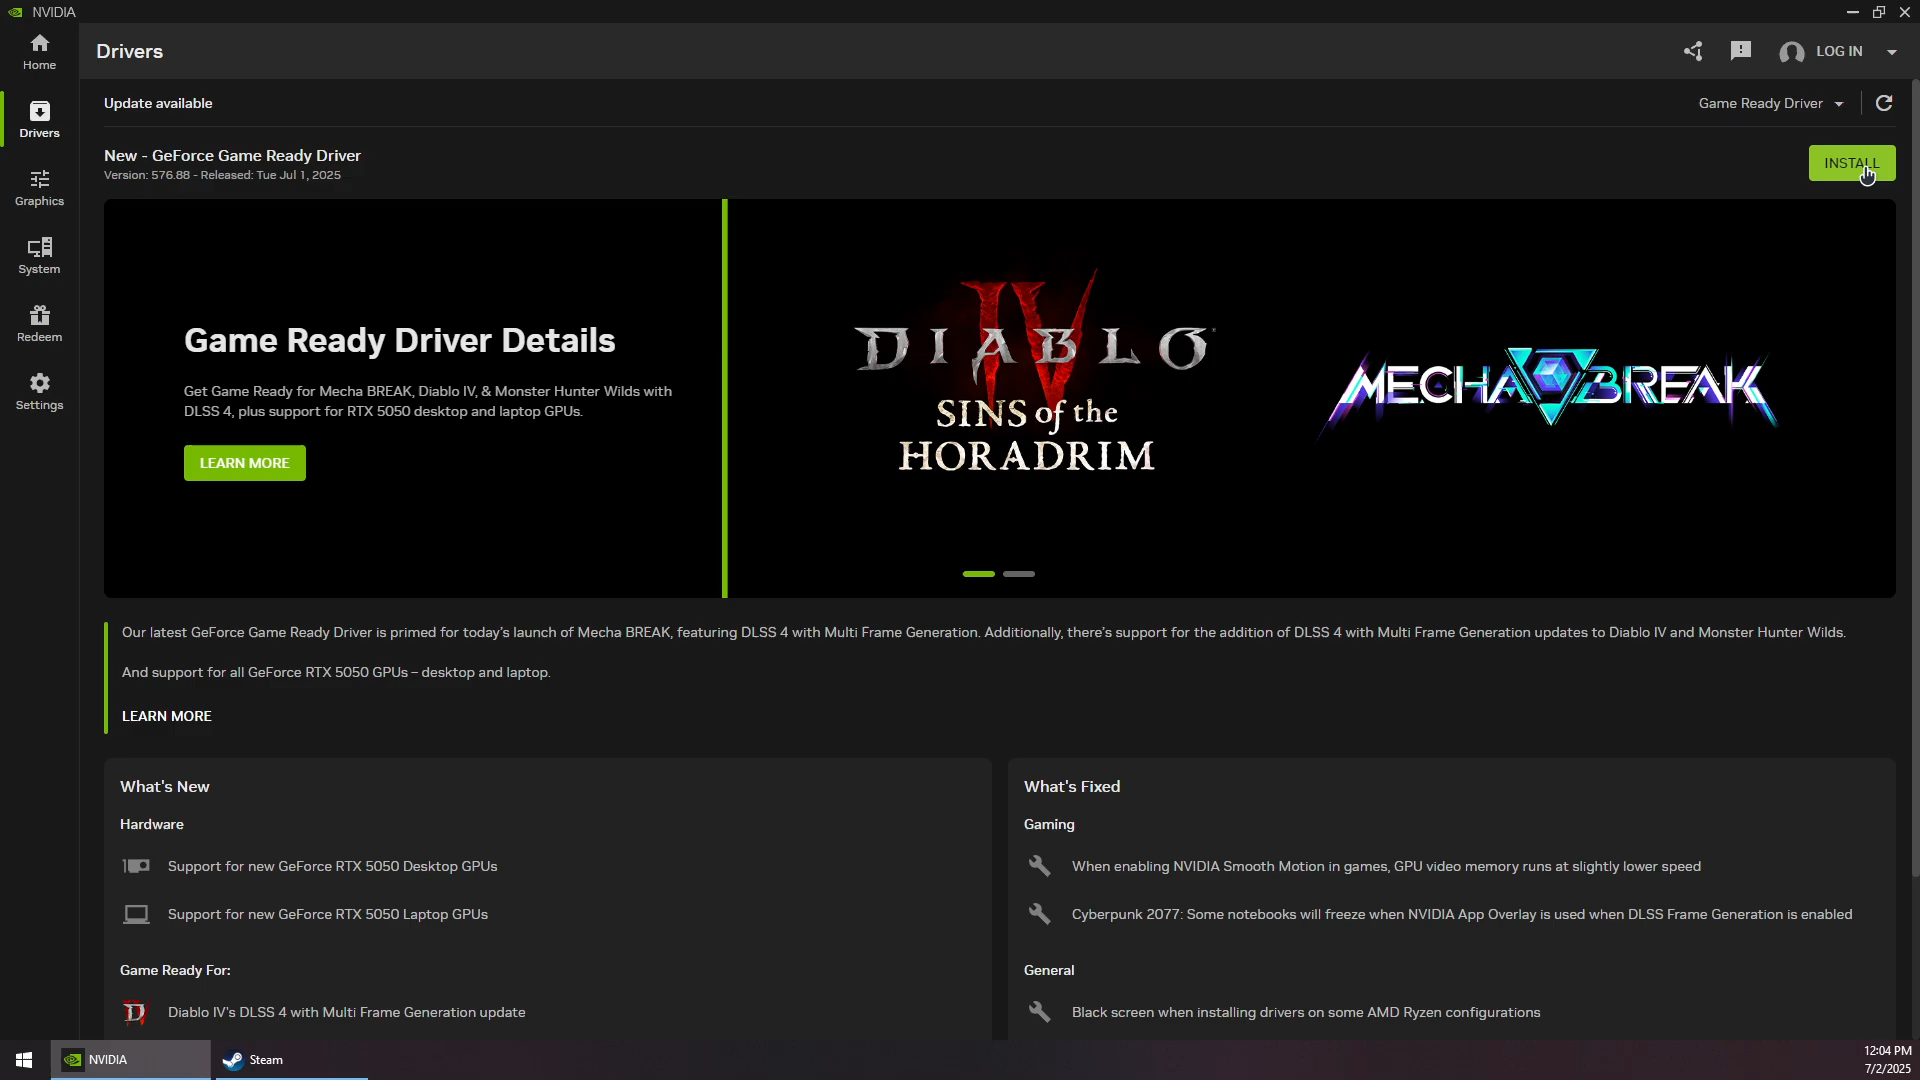 NVIDIA
Home
Drivers
Graphics
System
Redeem
Settings
Drivers
LOG IN
Update available
Game Ready Driver
New - GeForce Game Ready Driver
Version: 576.88 - Released: Tue Jul 1, 2025
INSTALL
Game Ready Driver Details
Get Game Ready for Mecha BREAK, Diablo IV, & Monster Hunter Wilds with
DLSS 4, plus support for RTX 5050 desktop and laptop GPUs.
LEARN MORE
IV
DIABLO
SINS of the
HORADRIM
MECHA BREAK
Our latest GeForce Game Ready Driver is primed for today's launch of Mecha BREAK, featuring DLSS 4 with Multi Frame Generation. Additionally, there's support for the addition of DLSS 4 with Multi Frame Generation updates to Diablo IV and Monster Hunter Wilds.
And support for all GeForce RTX 5050 GPUs – desktop and laptop.
LEARN MORE
What's New
Hardware
Support for new GeForce RTX 5050 Desktop GPUs
Support for new GeForce RTX 5050 Laptop GPUs
Game Ready For:
Diablo IV's DLSS 4 with Multi Frame Generation update
What's Fixed
Gaming
When enabling NVIDIA Smooth Motion in games, GPU video memory runs at slightly lower speed
Cyberpunk 2077: Some notebooks will freeze when NVIDIA App Overlay is used when DLSS Frame Generation is enabled
General
Black screen when installing drivers on some AMD Ryzen configurations
NVIDIA
Steam
12:04 PM
7/2/2025